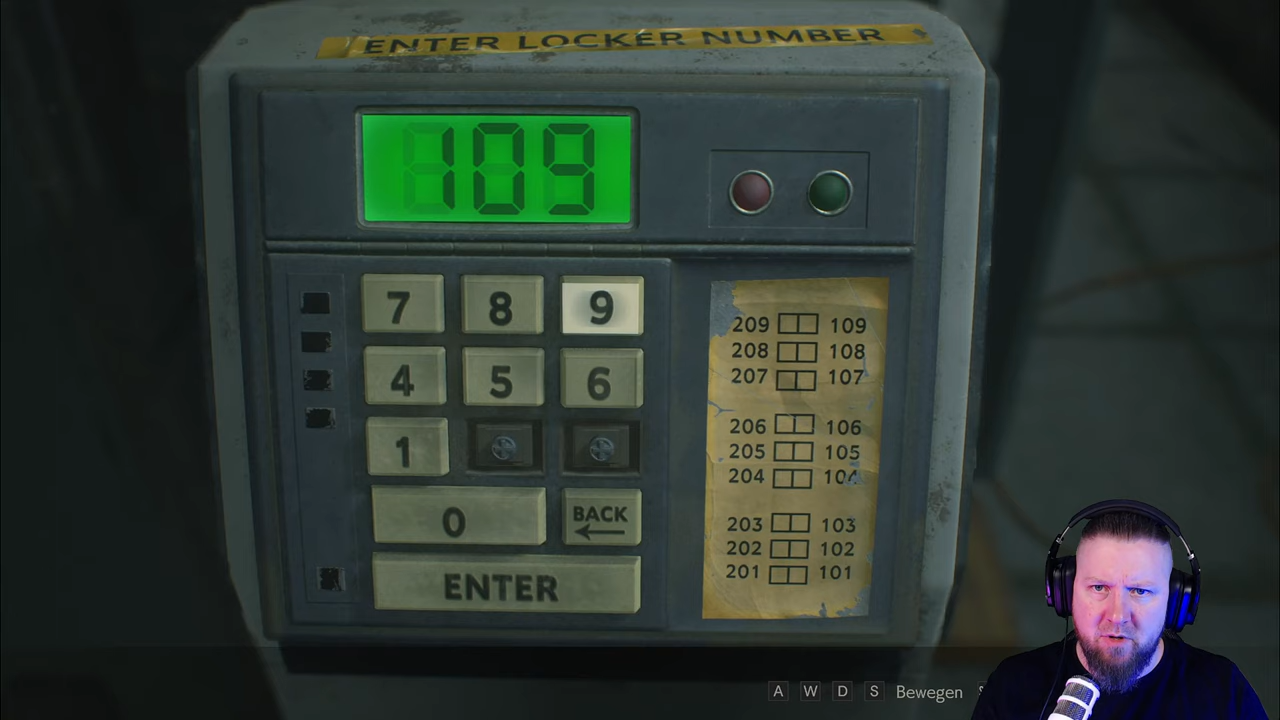 ENTER LOCKER NUMBER
109
7 8 9
4 5 6
1
0 BACK
ENTER
209 109
208 108
207 107
206 106
205 105
204 104
203 103
202 102
201 101
A W D S Bewegen